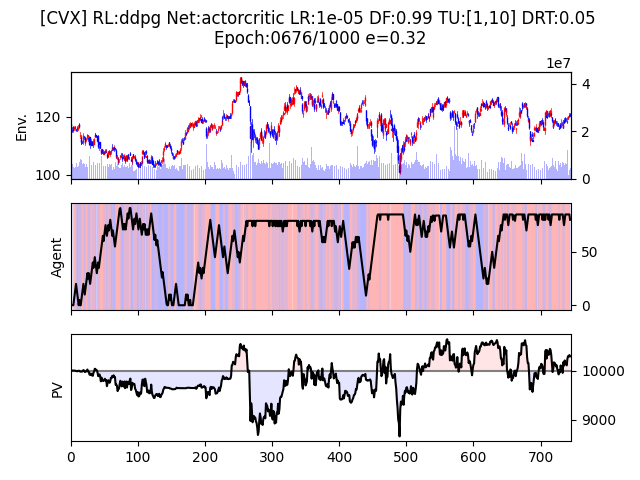 [CVX] RL:ddpg Net:actorcritic LR:1e-05 DF:0.99 TU:[1,10] DRT:0.05
Epoch:0676/1000 e=0.32
1e7
Env.
120
100
4
2
0
Agent
50
0
PV
10000
9000
0 100 200 300 400 500 600 700